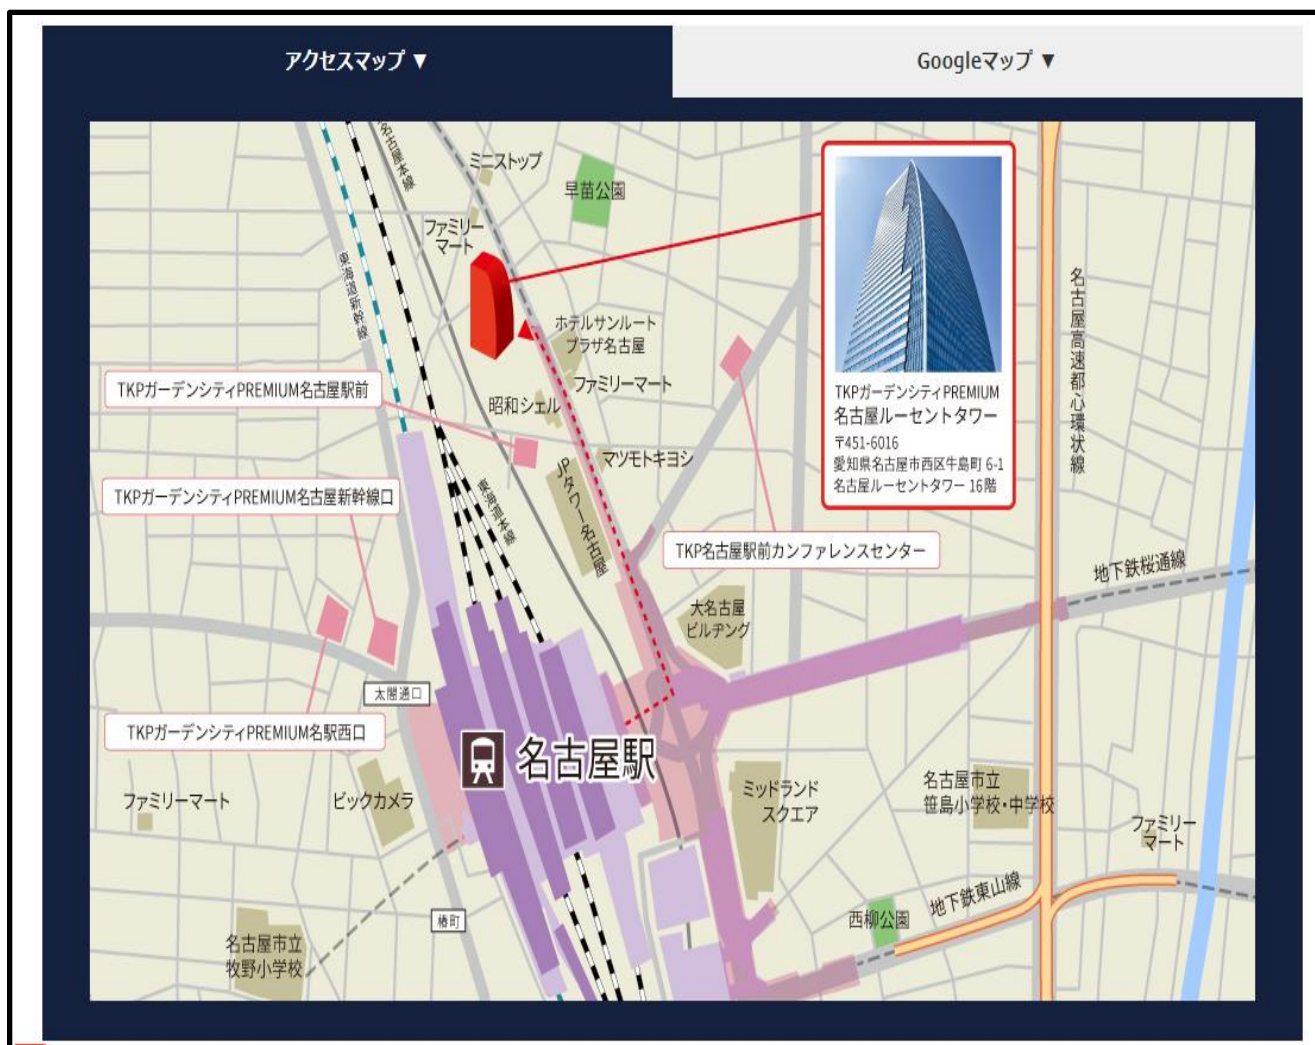 アクセスマップ ▼
Googleマップ ▼
名古屋本線
ミニストップ
早苗公園
ファミリー
マート
東海道新幹線
ホテルサンルート
プラザ名古屋
ファミリーマート
昭和シェル
マツモトキヨシ
JPタワー名古屋
東海道本線
TKPガーデンシティPREMIUM名古屋駅前
TKPガーデンシティPREMIUM名古屋新幹線口
TKPガーデンシティPREMIUM
名古屋ルーセントタワー
〒451-6016
愛知県名古屋市西区牛島町 6-1
名古屋ルーセントタワー 16階
名古屋高速都心環状線
TKP名古屋駅前カンファレンスセンター
地下鉄桜通線
大名古屋
ビルヂング
太閤通口
TKPガーデンシティPREMIUM名駅西口
名古屋駅
ファミリーマート
ビックカメラ
ミッドランド
スクエア
名古屋市立
笹島小学校・中学校
ファミリー
マート
地下鉄東山線
西柳公園
椿町
名古屋市立
牧野小学校